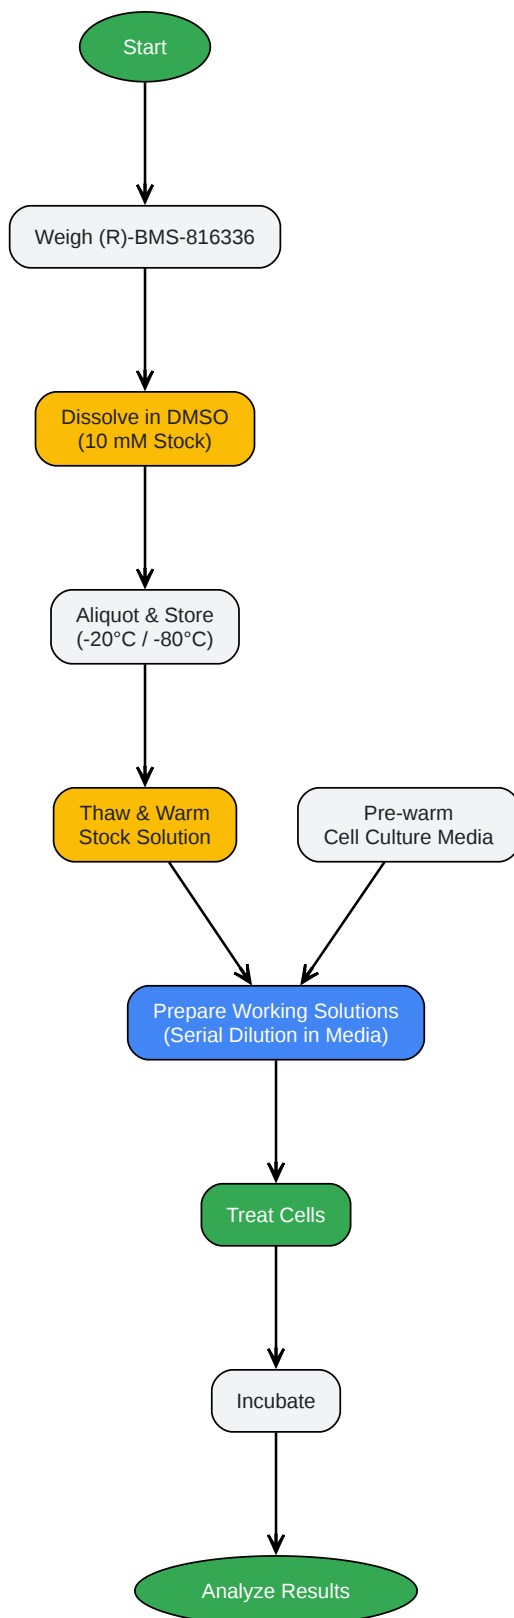 Start
Weigh (R)-BMS-816336
Dissolve in DMSO
(10 mM Stock)
Aliquot & Store
(-20°C / -80°C)
Thaw & Warm
Stock Solution
Pre-warm
Cell Culture Media
Prepare Working Solutions
(Serial Dilution in Media)
Treat Cells
Incubate
Analyze Results